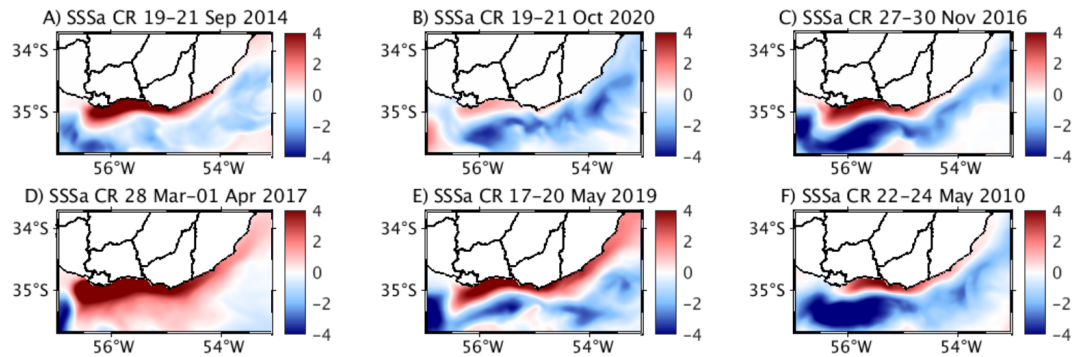 A) SSSa CR 19-21 Sep 2014
B) SSSa CR 19-21 Oct 2020
C) SSSa CR 27-30 Nov 2016
34°S
35°S
56°W 54°W
4
2
0
-2
-4
34°S
35°S
56°W 54°W
4
2
0
-2
-4
34°S
35°S
56°W 54°W
4
2
0
-2
-4
D) SSSa CR 28 Mar-01 Apr 2017
E) SSSa CR 17-20 May 2019
F) SSSa CR 22-24 May 2010
34°S
35°S
56°W 54°W
4
2
0
-2
-4
34°S
35°S
56°W 54°W
4
2
0
-2
-4
34°S
35°S
56°W 54°W
4
2
0
-2
-4